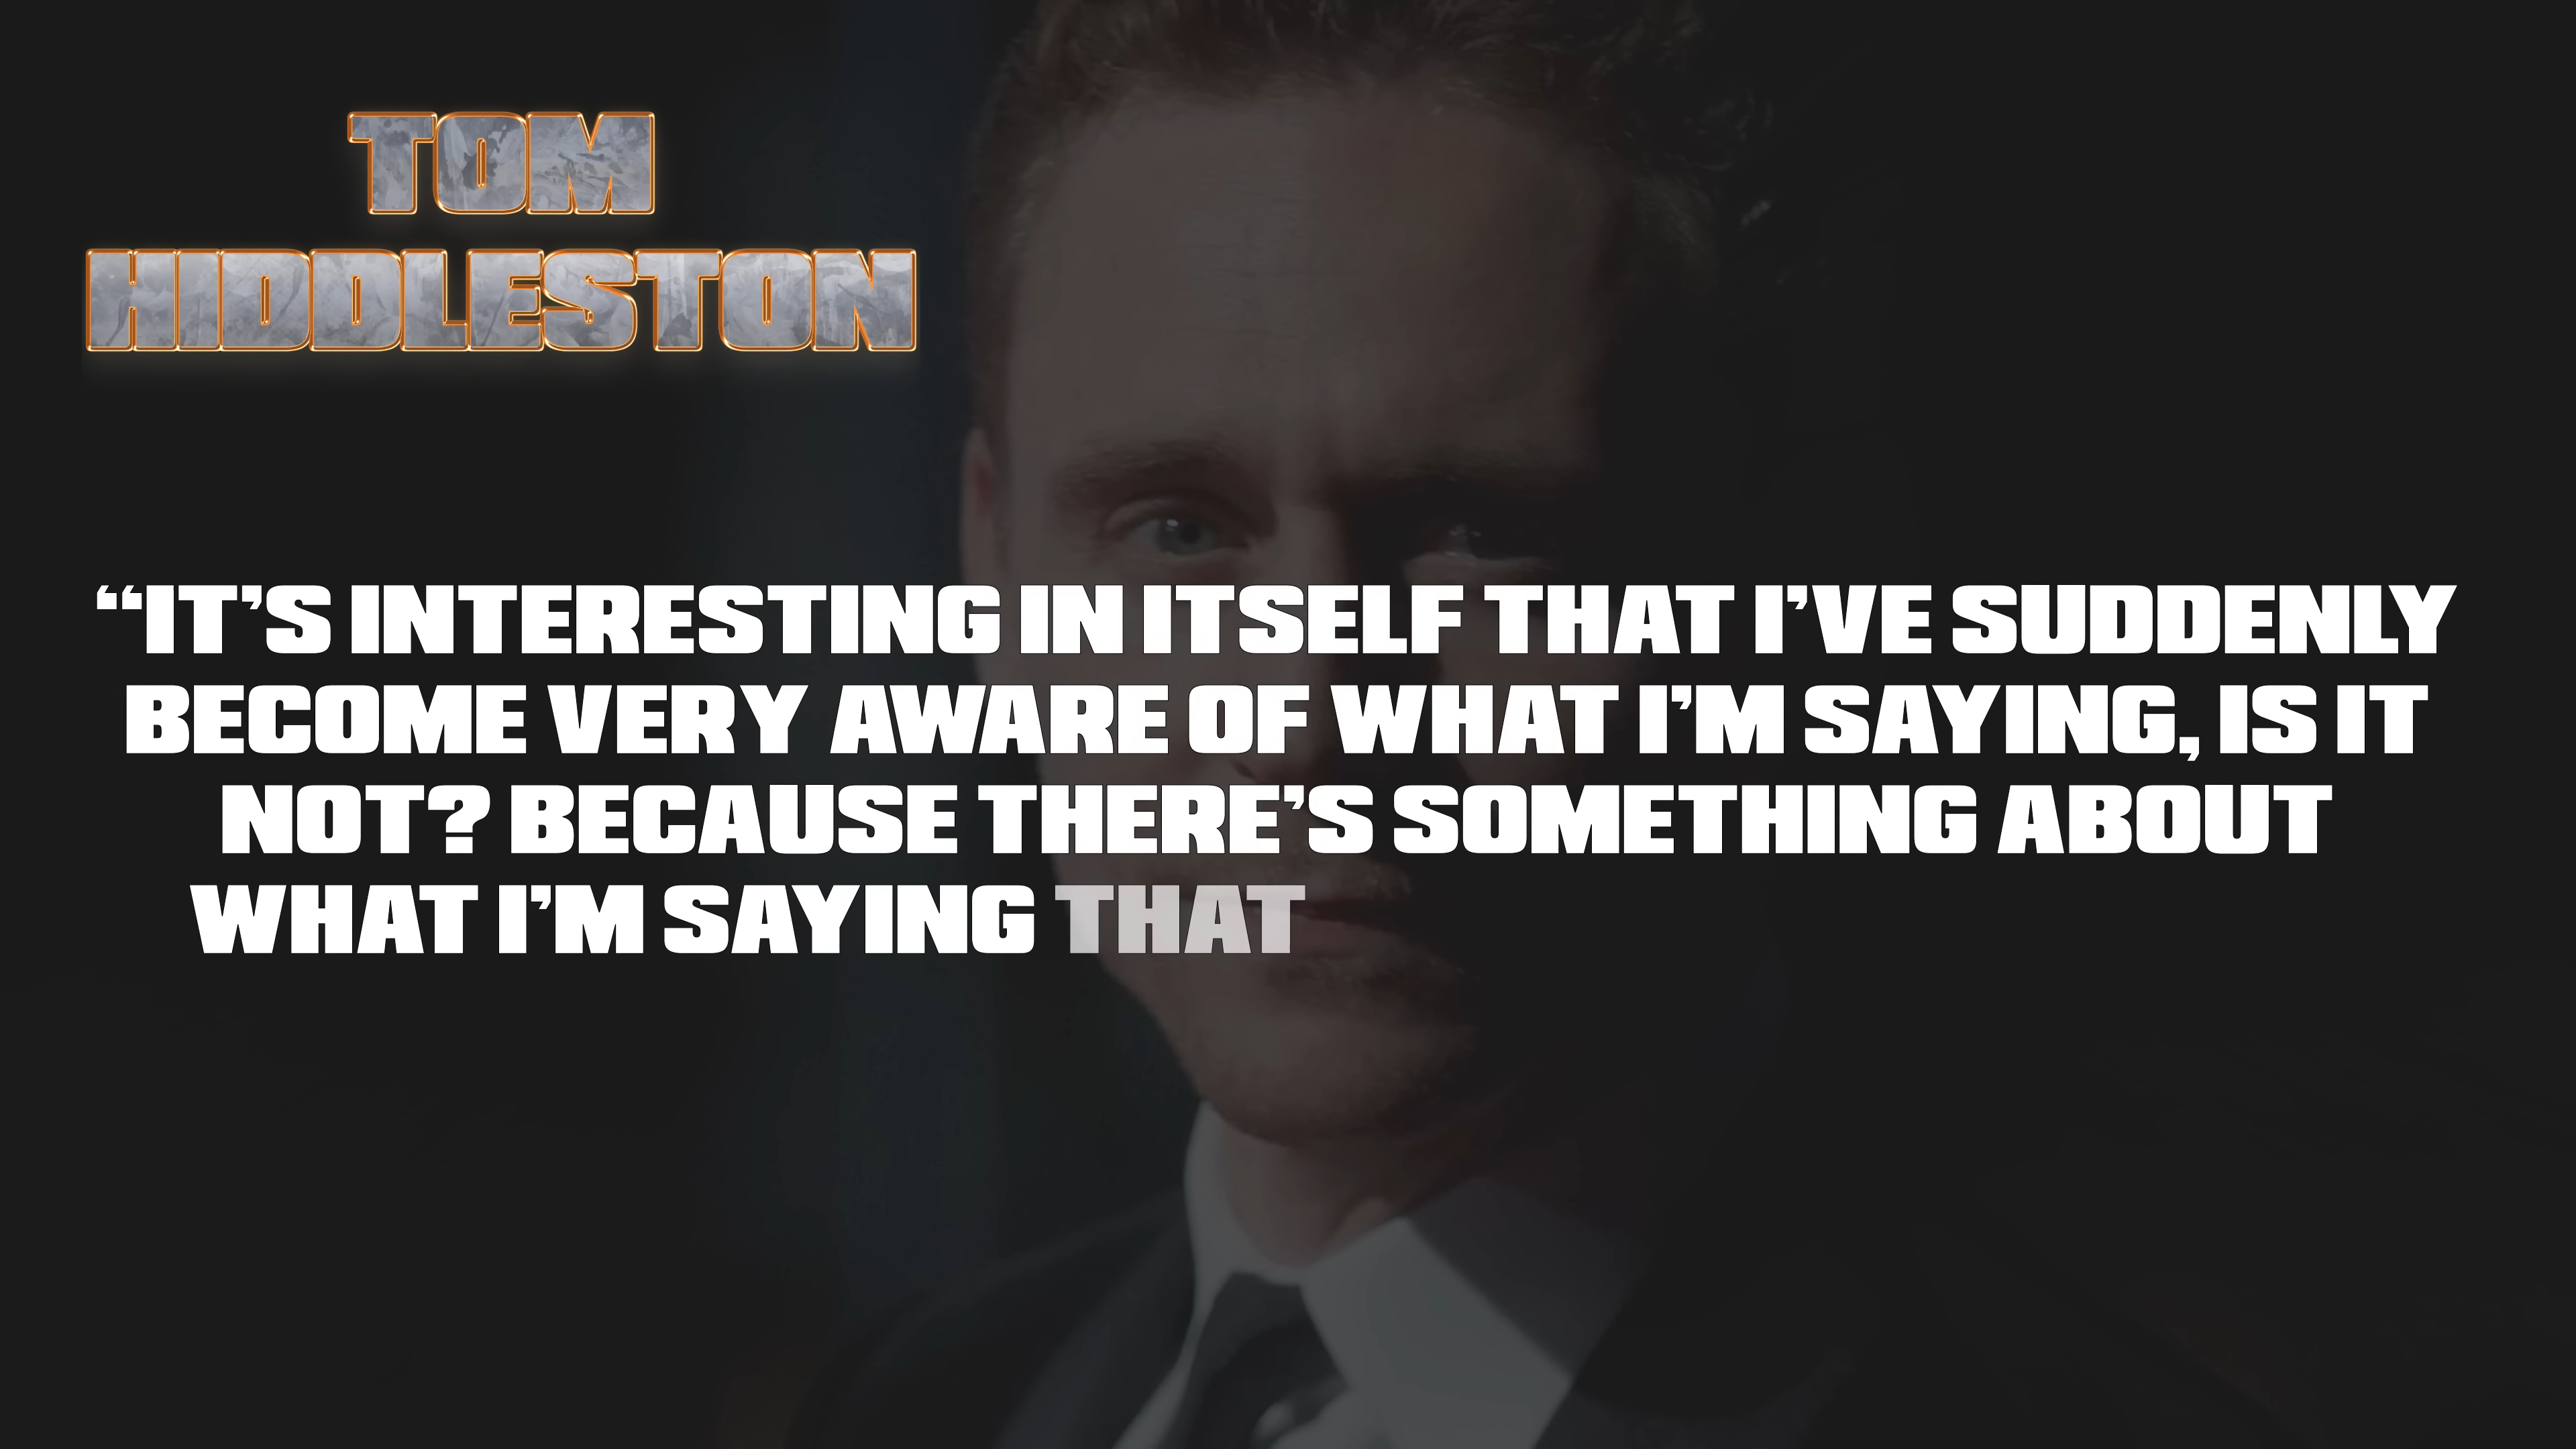 TOM
HIDDLESTON
“IT’S INTERESTING IN ITSELF THAT I’VE SUDDENLY
BECOME VERY AWARE OF WHAT I’M SAYING, IS IT
NOT? BECAUSE THERE’S SOMETHING ABOUT
WHAT I’M SAYING THAT